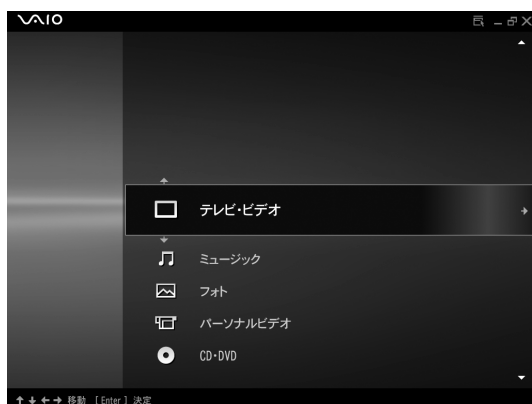 VAIO
テレビ・ビデオ
ミュージック
フォト
パーソナルビデオ
CD・DVD
↑ ↓ ← → 移動 [Enter] 決定